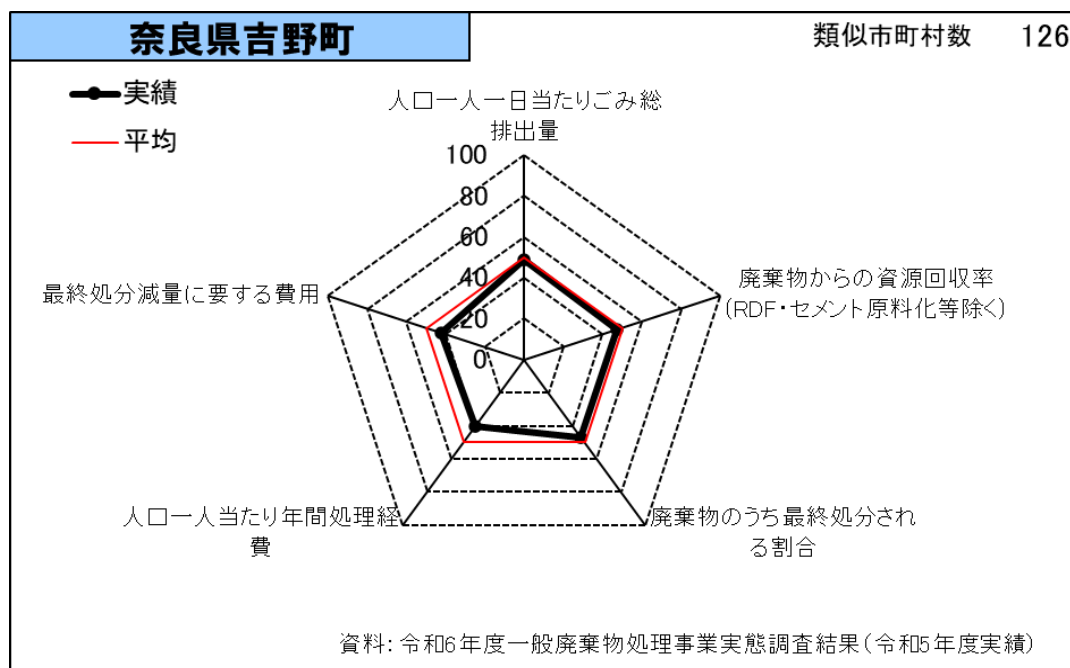 奈良県吉野町
類似市町村数 126
実績
平均
人口一人一日当たりごみ総
排出量
100
80
60
40
20
0
廃棄物からの資源回収率
(RDF・セメント原料化等除く)
最終処分減量に要する費用
人口一人当たり年間処理経
費
廃棄物のうち最終処分され
る割合
資料：令和6年度一般廃棄物処理事業実態調査結果（令和5年度実績）